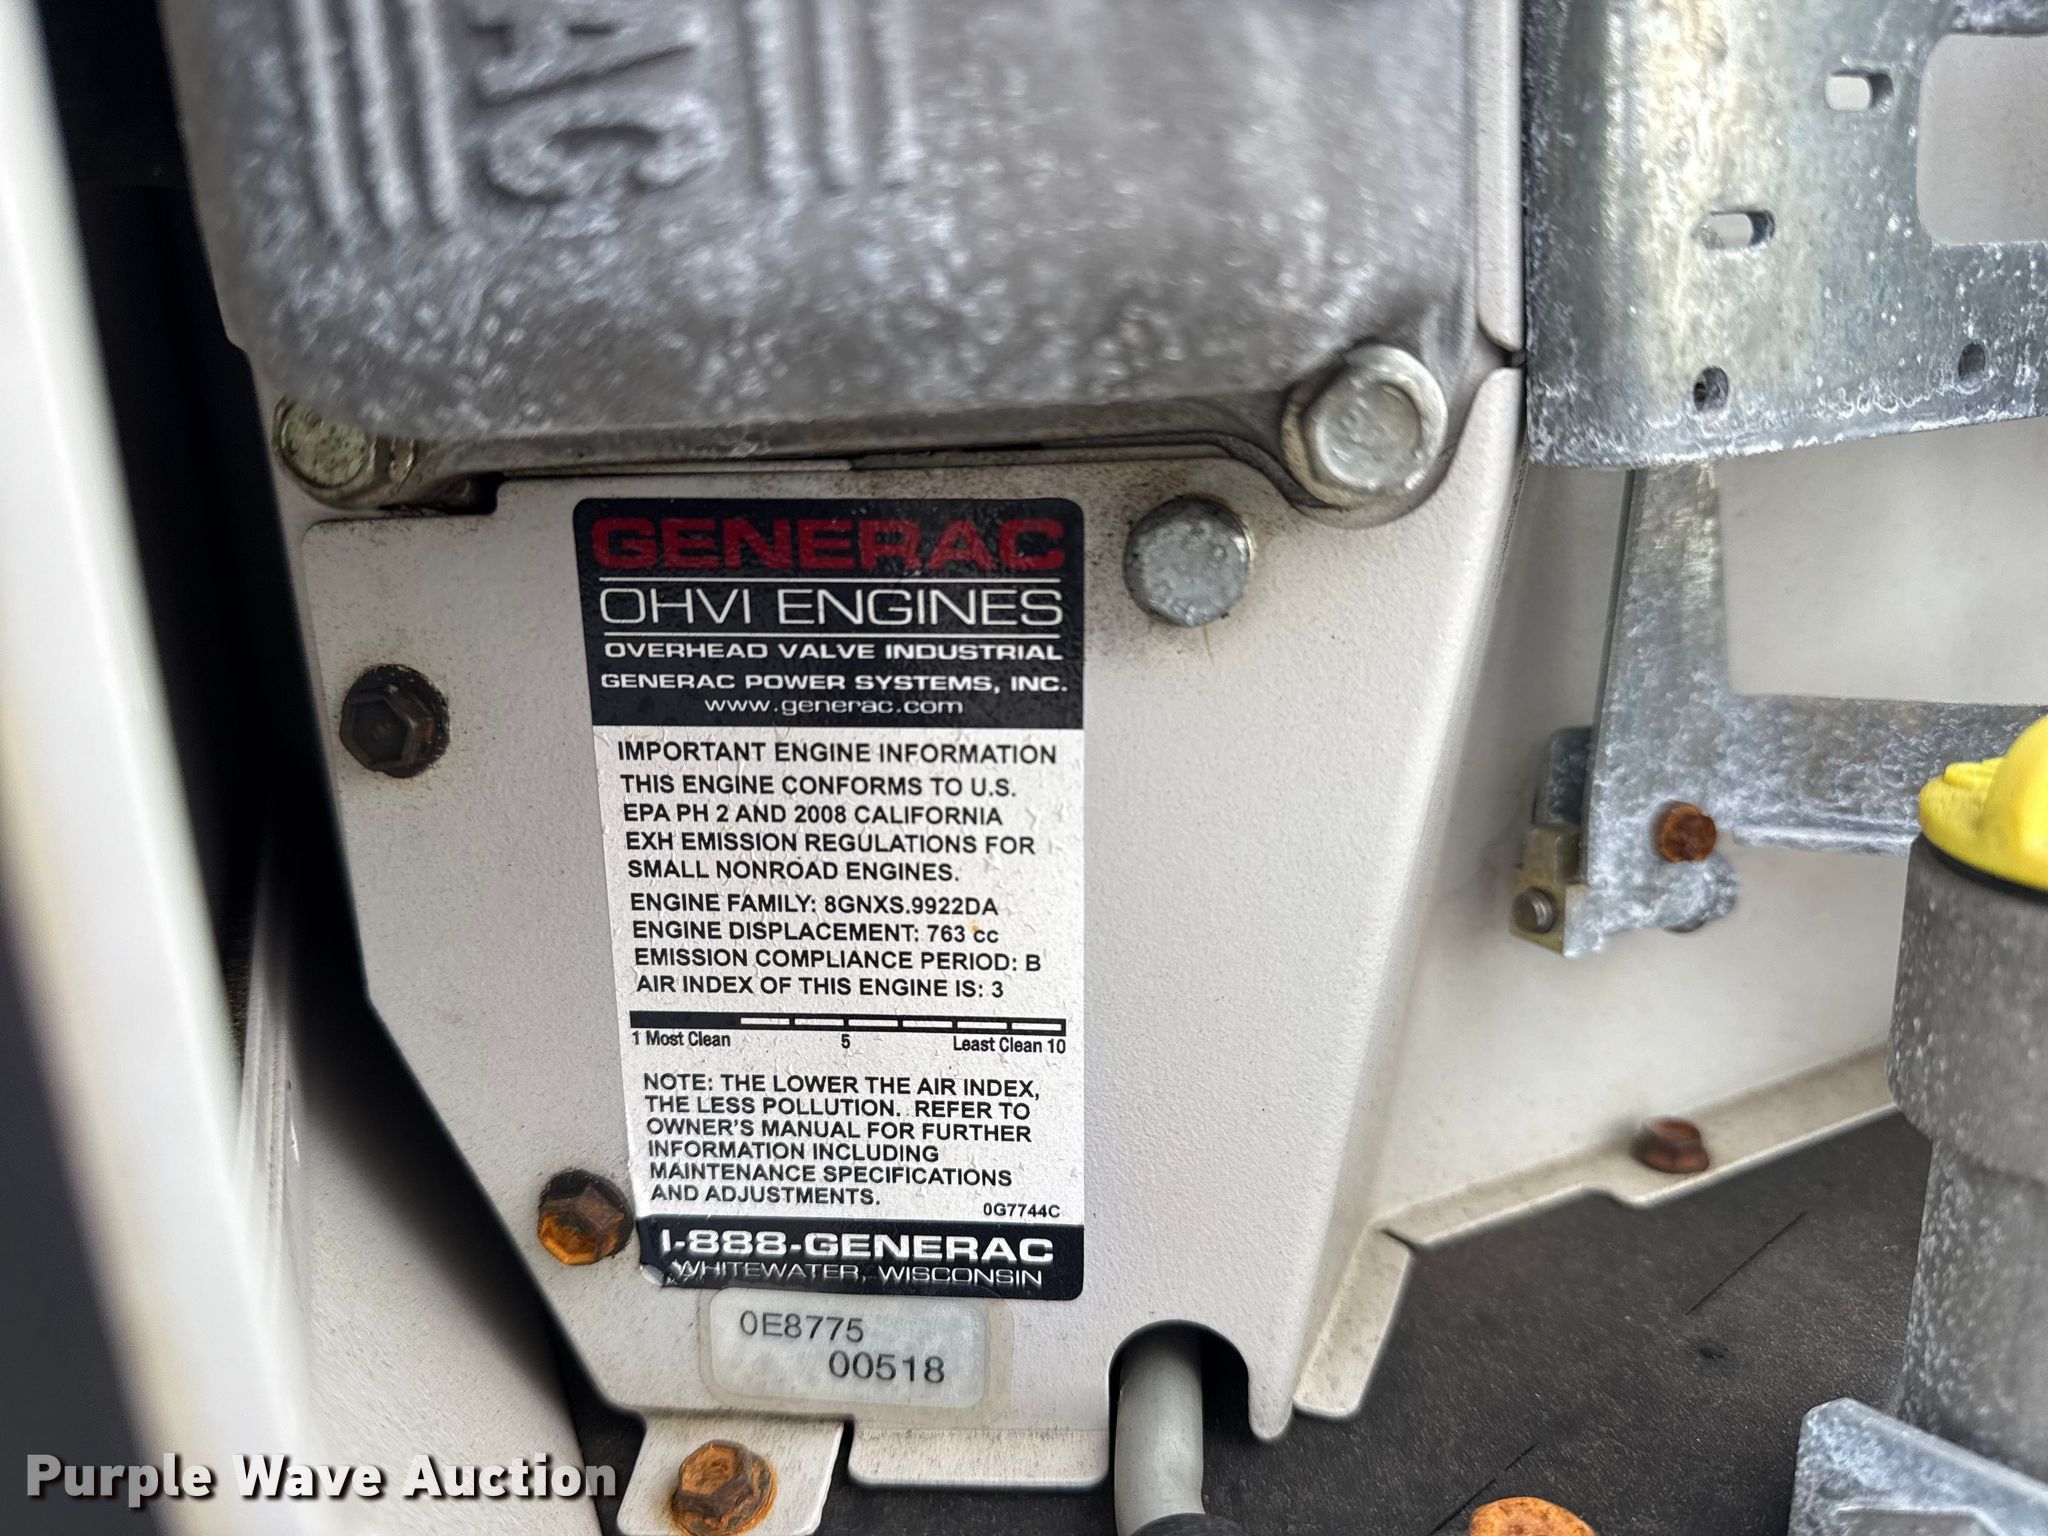 AC
GENERAC
OHVI ENGINES
OVERHEAD VALVE INDUSTRIAL
GENERAC POWER SYSTEMS, INC.
www.generac.com
IMPORTANT ENGINE INFORMATION
THIS ENGINE CONFORMS TO U.S.
EPA PH 2 AND 2008 CALIFORNIA
EXH EMISSION REGULATIONS FOR
SMALL NONROAD ENGINES.
ENGINE FAMILY: 8GNXS.9922DA
ENGINE DISPLACEMENT: 763 cc
EMISSION COMPLIANCE PERIOD: B
AIR INDEX OF THIS ENGINE IS: 3
1 Most Clean 5 Least Clean 10
NOTE: THE LOWER THE AIR INDEX,
THE LESS POLLUTION. REFER TO
OWNER'S MANUAL FOR FURTHER
INFORMATION INCLUDING
MAINTENANCE SPECIFICATIONS
AND ADJUSTMENTS.
0G7744C
1-888-GENERAC
WHITEWATER, WISCONSIN
0E8775
00518
Purple Wave Auction